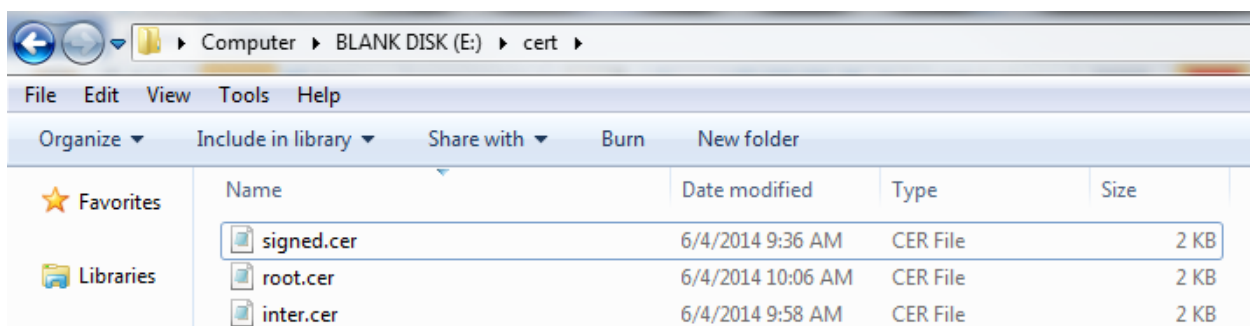 Computer BLANK DISK (E:) cert
File Edit View Tools Help
Organize Include in library Share with Burn New folder
Favorites
Libraries
Name Date modified Type Size
signed.cer 6/4/2014 9:36 AM CER File 2 KB
root.cer 6/4/2014 10:06 AM CER File 2 KB
inter.cer 6/4/2014 9:58 AM CER File 2 KB